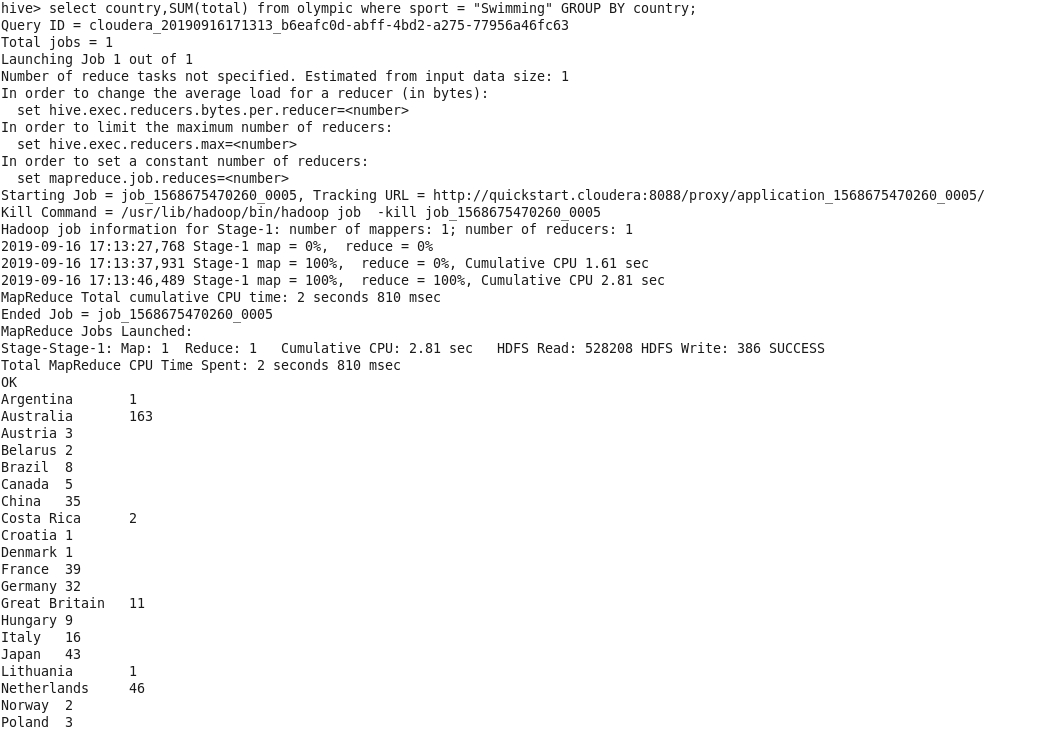 hive> select country,SUM(total) from olympic where sport = "Swimming" GROUP BY country;
Query ID = cloudera_20190916171313_b6eafc0d-abff-4bd2-a275-77956a46fc63
Total jobs = 1
Launching Job 1 out of 1
Number of reduce tasks not specified. Estimated from input data size: 1
In order to change the average load for a reducer (in bytes):
  set hive.exec.reducers.bytes.per.reducer=<number>
In order to limit the maximum number of reducers:
  set hive.exec.reducers.max=<number>
In order to set a constant number of reducers:
  set mapreduce.job.reduces=<number>
Starting Job = job_1568675470260_0005, Tracking URL = http://quickstart.cloudera:8088/proxy/application_1568675470260_0005/
Kill Command = /usr/lib/hadoop/bin/hadoop job  -kill job_1568675470260_0005
Hadoop job information for Stage-1: number of mappers: 1; number of reducers: 1
2019-09-16 17:13:27,768 Stage-1 map = 0%,  reduce = 0%
2019-09-16 17:13:37,931 Stage-1 map = 100%,  reduce = 0%, Cumulative CPU 1.61 sec
2019-09-16 17:13:46,489 Stage-1 map = 100%,  reduce = 100%, Cumulative CPU 2.81 sec
MapReduce Total cumulative CPU time: 2 seconds 810 msec
Ended Job = job_1568675470260_0005
MapReduce Jobs Launched:
Stage-Stage-1: Map: 1  Reduce: 1   Cumulative CPU: 2.81 sec   HDFS Read: 528208 HDFS Write: 386 SUCCESS
Total MapReduce CPU Time Spent: 2 seconds 810 msec
OK
Argentina       1
Australia       163
Austria 3
Belarus 2
Brazil  8
Canada  5
China   35
Costa Rica      2
Croatia 1
Denmark 1
France  39
Germany 32
Great Britain   11
Hungary 9
Italy   16
Japan   43
Lithuania       1
Netherlands     46
Norway  2
Poland  3